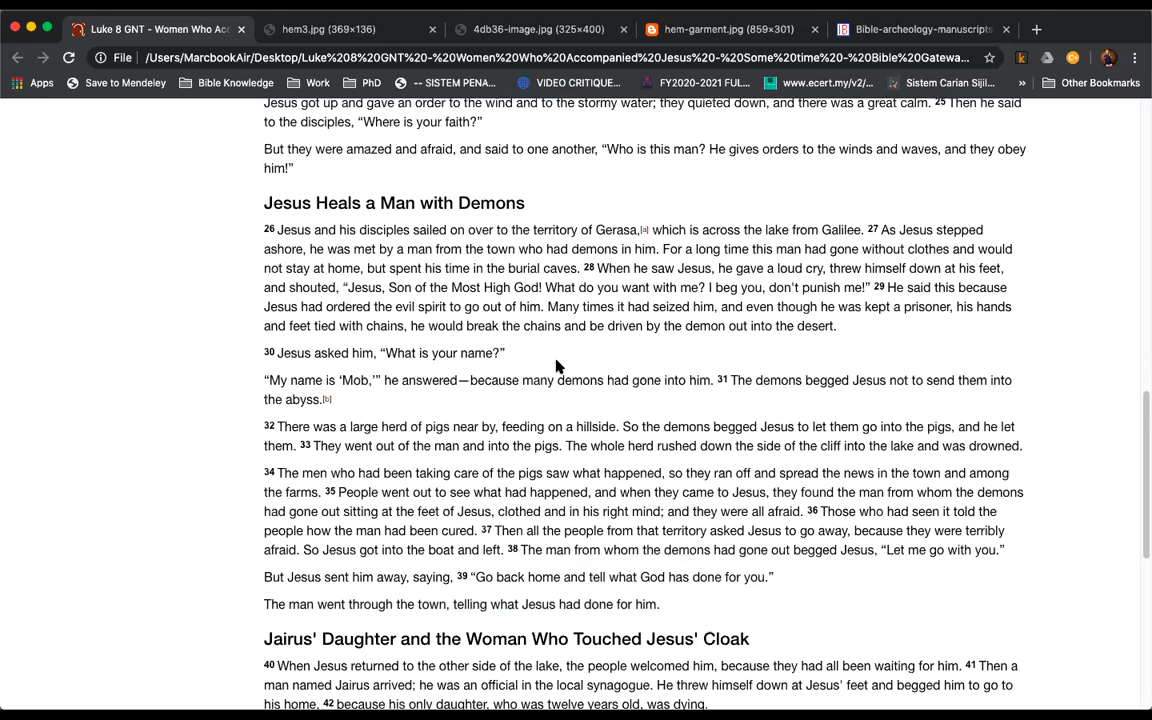 Luke 8 GNT - Women Who Acc
hem3.jpg (369×136)
4db36-image.jpg (325×400)
hem-garment.jpg (859×301)
Bible-archeology-manuscripts
File /Users/MarcbookAir/Desktop/Luke%208%20GNT%20-%20Women%20Who%20Accompanied%20Jesus%20-%20Some%20time%20-%20Bible%20Gatewa...
Apps Bible Knowledge Save to Mendeley Work PhD -- SISTEM PENA... VIDEO CRITIQUE... FY2020-2021 FUL... www.ecert.my/v2/... Sistem Carian Sijil... » Other Bookmarks
Jesus got up and gave an order to the wind and to the stormy water; they quieted down, and there was a great calm. 25 Then he said
to the disciples, “Where is your faith?”
But they were amazed and afraid, and said to one another, “Who is this man? He gives orders to the winds and waves, and they obey
him!”
Jesus Heals a Man with Demons
26 Jesus and his disciples sailed on over to the territory of Gerasa,[a] which is across the lake from Galilee. 27 As Jesus stepped
ashore, he was met by a man from the town who had demons in him. For a long time this man had gone without clothes and would
not stay at home, but spent his time in the burial caves. 28 When he saw Jesus, he gave a loud cry, threw himself down at his feet,
and shouted, “Jesus, Son of the Most High God! What do you want with me? I beg you, don't punish me!” 29 He said this because
Jesus had ordered the evil spirit to go out of him. Many times it had seized him, and even though he was kept a prisoner, his hands
and feet tied with chains, he would break the chains and be driven by the demon out into the desert.
30 Jesus asked him, “What is your name?”
“My name is ‘Mob,’” he answered—because many demons had gone into him. 31 The demons begged Jesus not to send them into
the abyss.[b]
32 There was a large herd of pigs near by, feeding on a hillside. So the demons begged Jesus to let them go into the pigs, and he let
them. 33 They went out of the man and into the pigs. The whole herd rushed down the side of the cliff into the lake and was drowned.
34 The men who had been taking care of the pigs saw what happened, so they ran off and spread the news in the town and among
the farms. 35 People went out to see what had happened, and when they came to Jesus, they found the man from whom the demons
had gone out sitting at the feet of Jesus, clothed and in his right mind; and they were all afraid. 36 Those who had seen it told the
people how the man had been cured. 37 Then all the people from that territory asked Jesus to go away, because they were terribly
afraid. So Jesus got into the boat and left. 38 The man from whom the demons had gone out begged Jesus, “Let me go with you.”
But Jesus sent him away, saying, 39 “Go back home and tell what God has done for you.”
The man went through the town, telling what Jesus had done for him.
Jairus' Daughter and the Woman Who Touched Jesus' Cloak
40 When Jesus returned to the other side of the lake, the people welcomed him, because they had all been waiting for him. 41 Then a
man named Jairus arrived; he was an official in the local synagogue. He threw himself down at Jesus' feet and begged him to go to
his home, 42 because his only daughter, who was twelve years old, was dying.